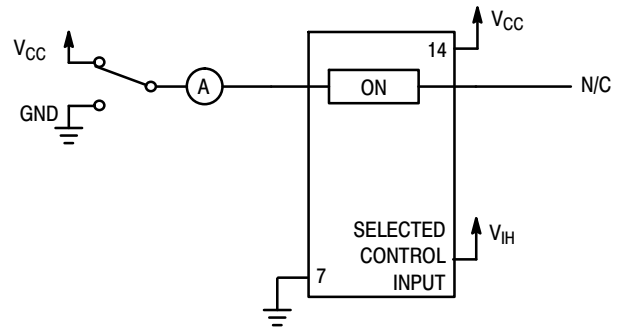 VCC
14
VCC
A
ON
N/C
GND
SELECTED
CONTROL
INPUT
VIH
7